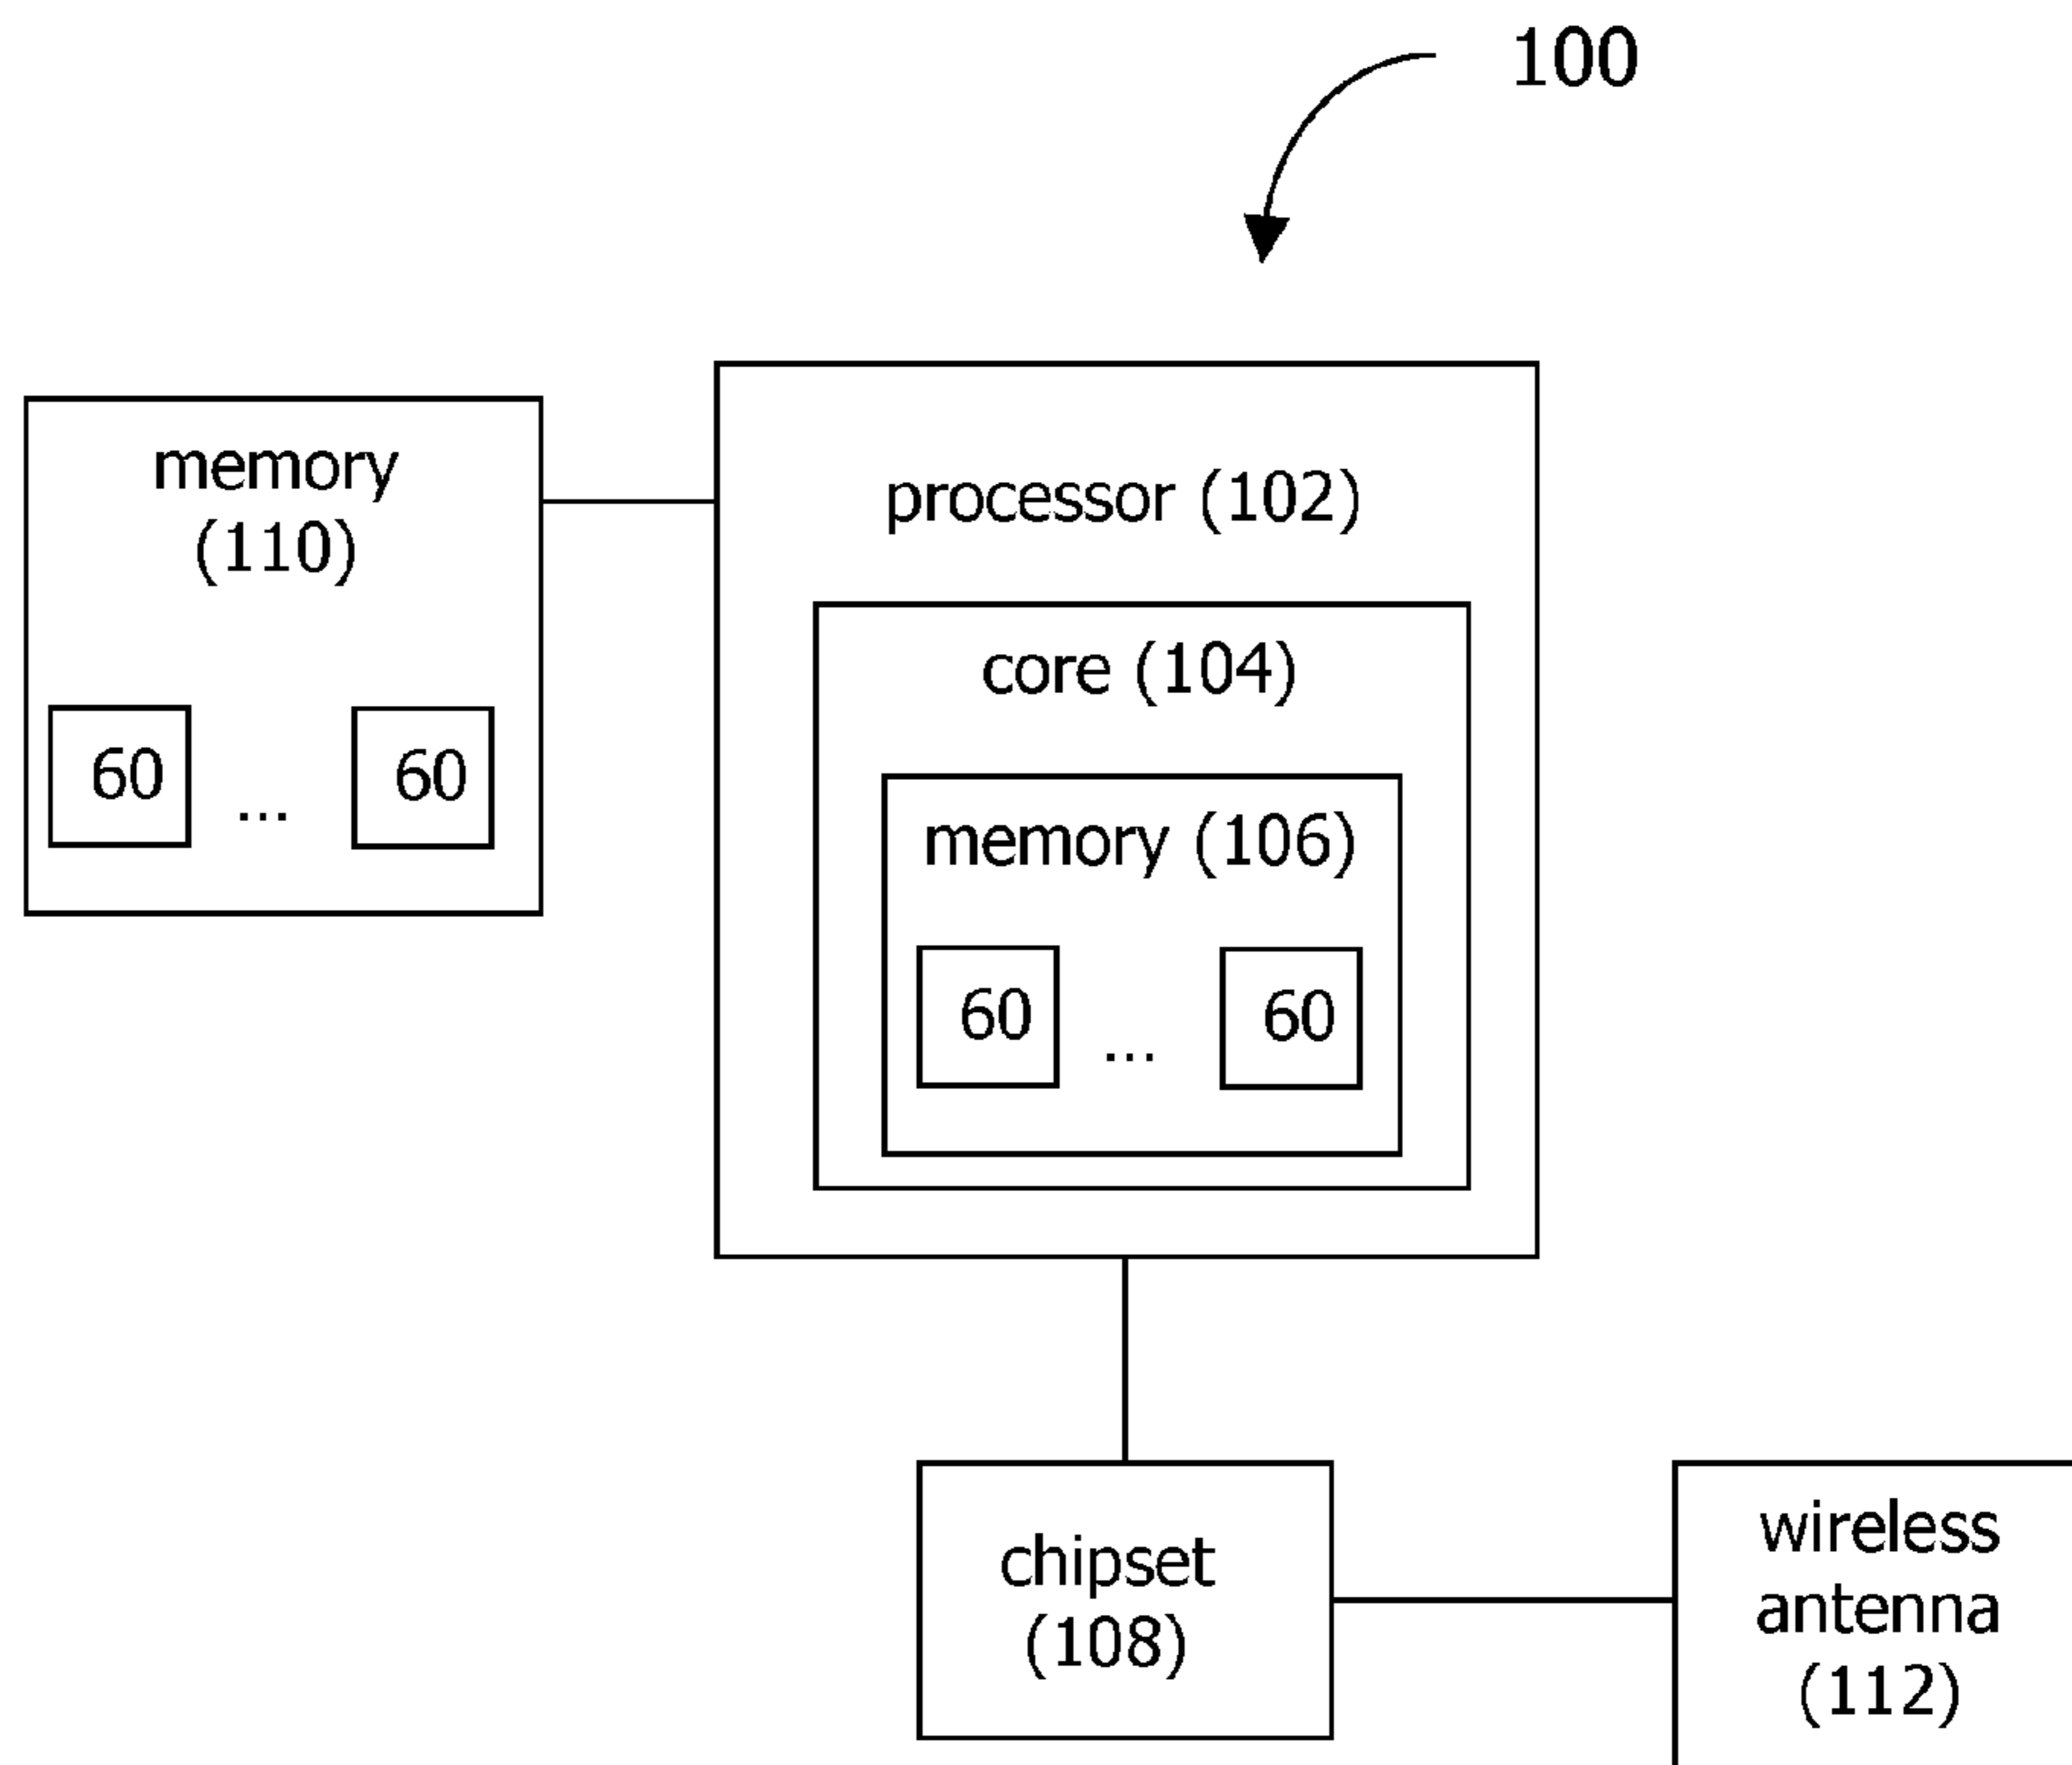 100
memory
(110)
60 ... 60
processor (102)
core (104)
memory (106)
60 ... 60
chipset
(108)
wireless
antenna
(112)